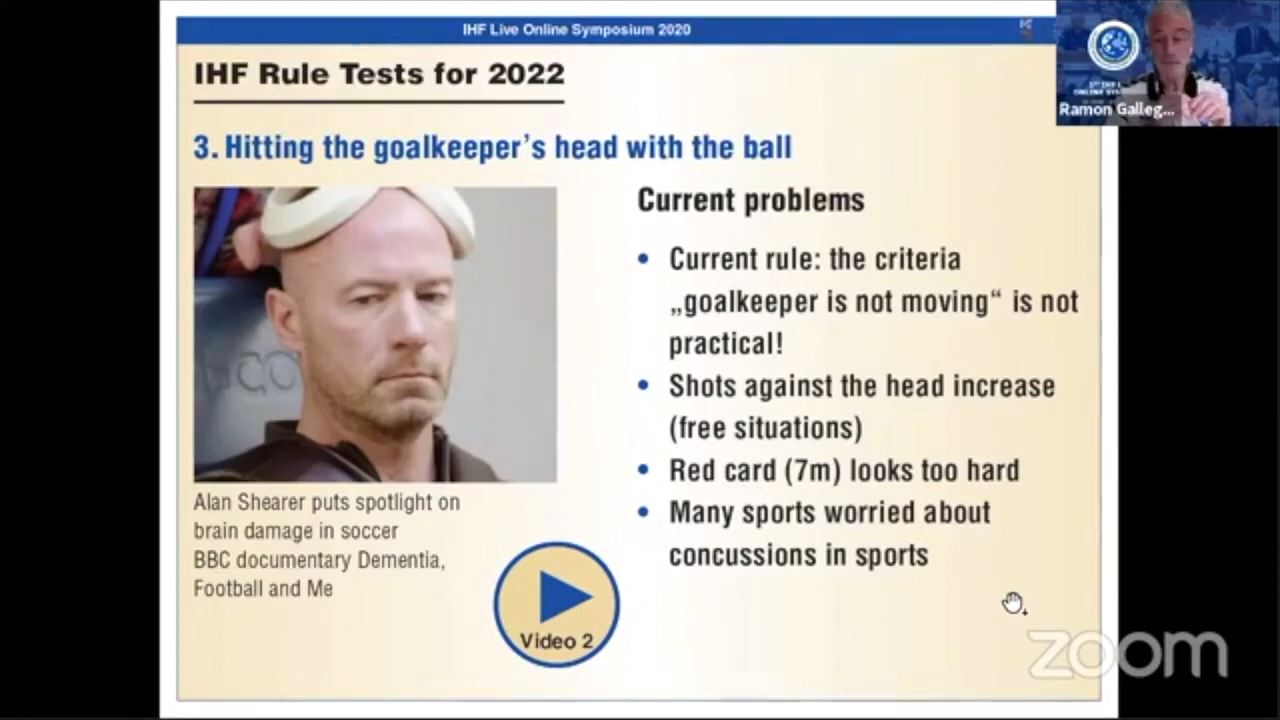 IHF Live Online Symposium 2020
IHF Rule Tests for 2022
3. Hitting the goalkeeper's head with the ball
Current problems
• Current rule: the criteria
„goalkeeper is not moving“ is not
practical!
• Shots against the head increase
(free situations)
• Red card (7m) looks too hard
• Many sports worried about
concussions in sports
Alan Shearer puts spotlight on
brain damage in soccer
BBC documentary Dementia,
Football and Me
Video 2
Ramon Galleg...
zoom